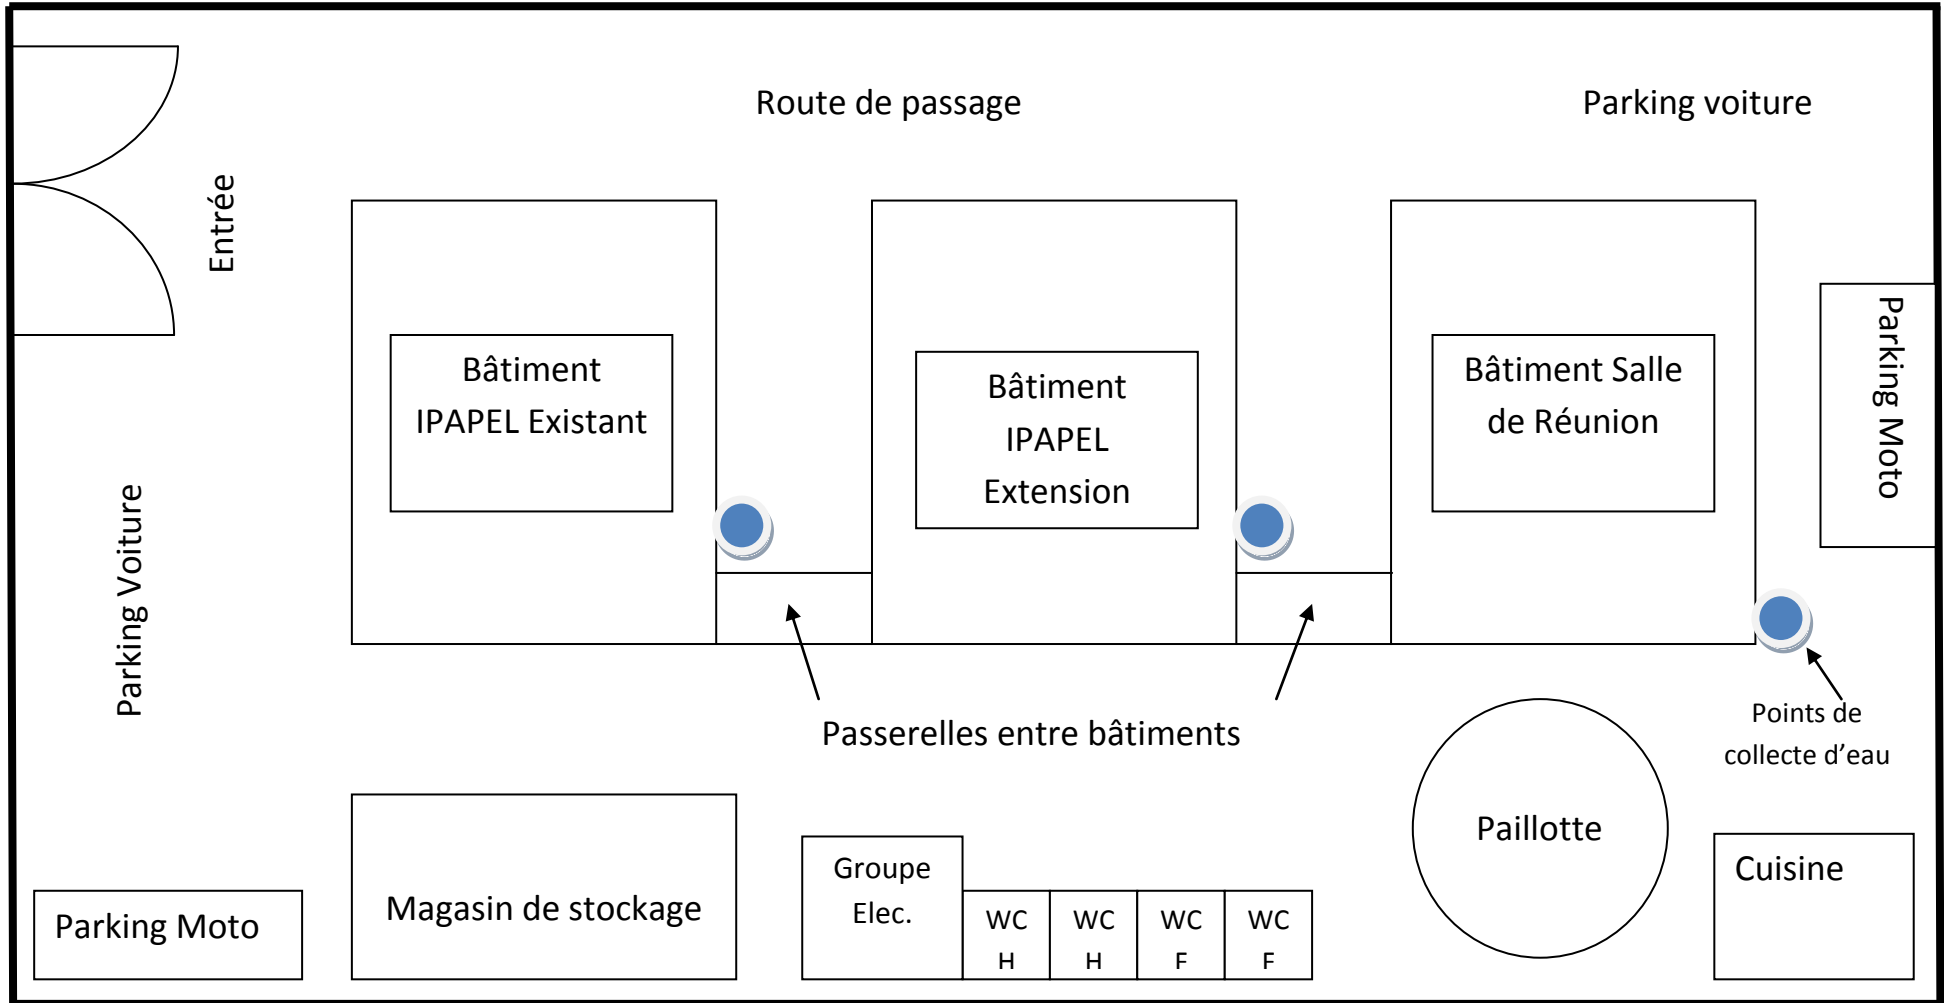 Route de passage
Parking voiture
Entrée
Bâtiment
IPAPEL Existant
Bâtiment
IPAPEL
Extension
Bâtiment Salle
de Réunion
Parking Moto
Parking Voiture
Passerelles entre bâtiments
Points de
collecte d’eau
Paillotte
Cuisine
Groupe
Elec.
Magasin de stockage
Parking Moto
WC
H
WC
H
WC
F
WC
F